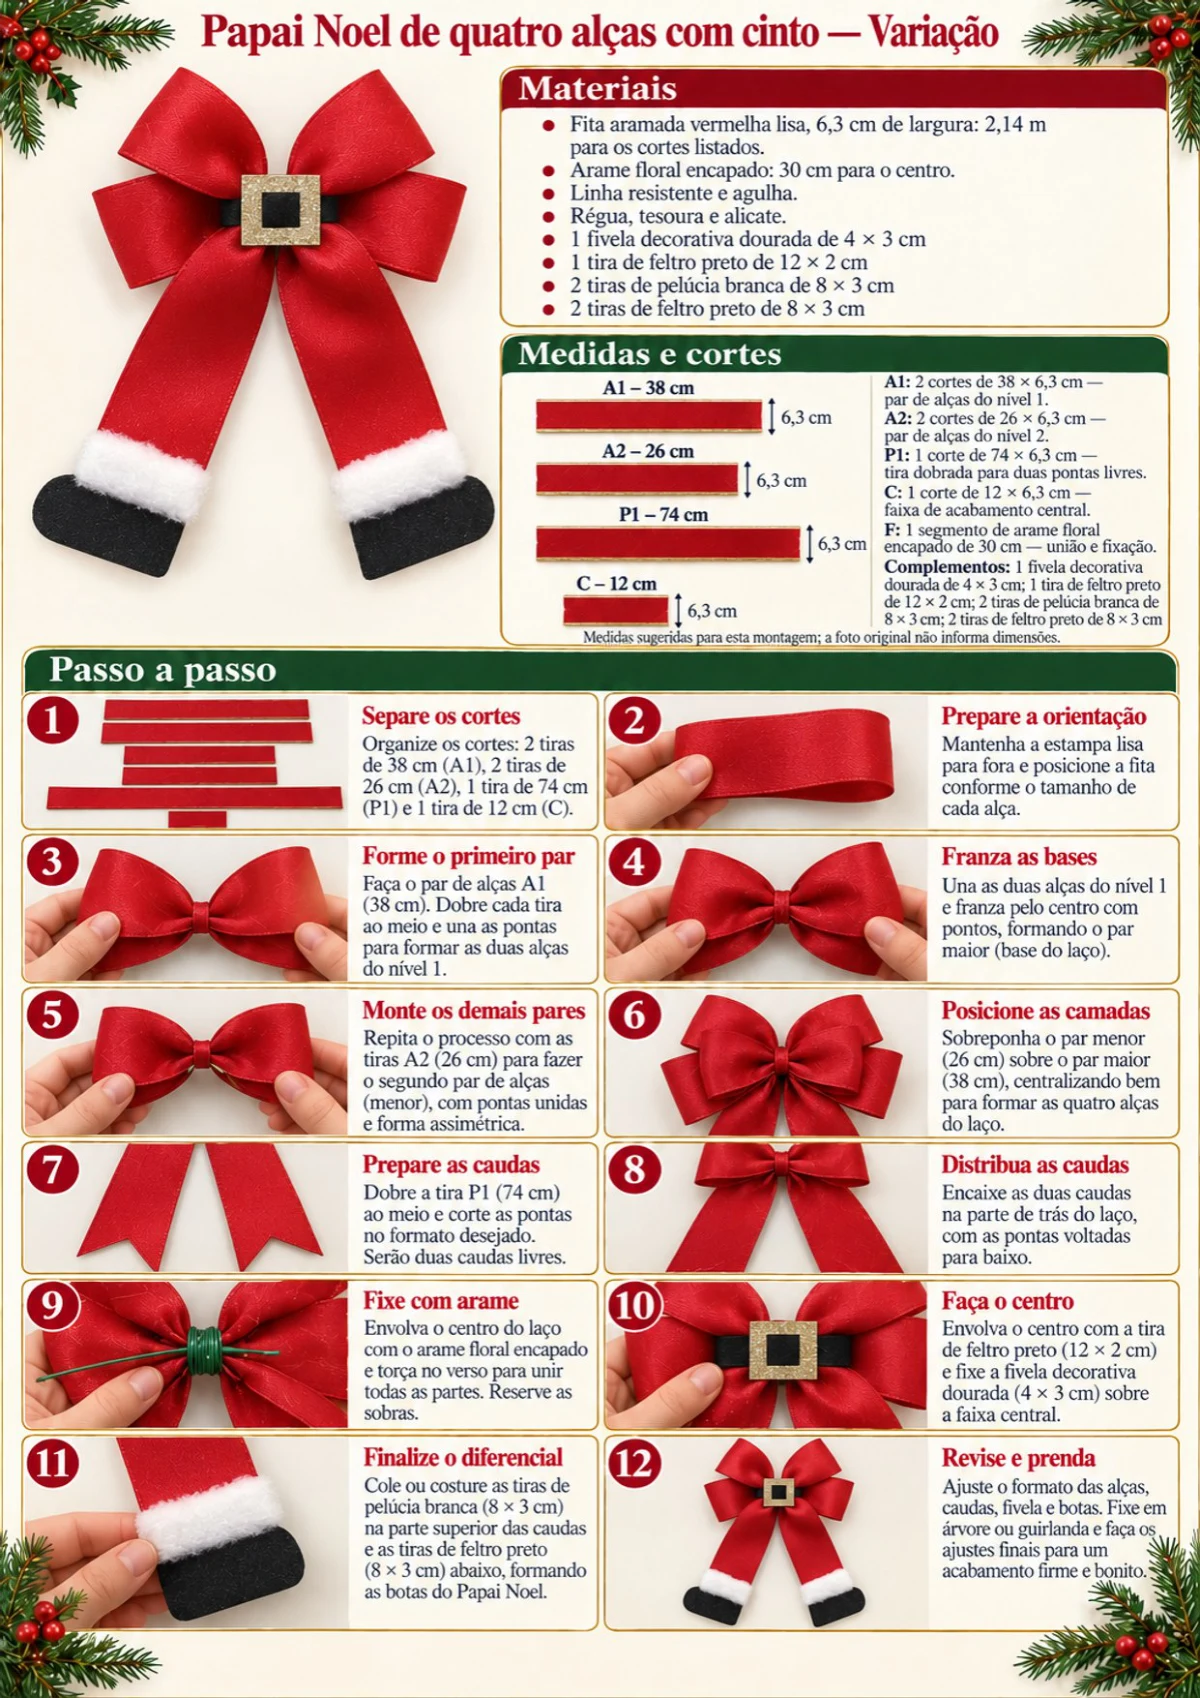 Papai Noel de quatro alças com cinto — Variação
Materiais
Fita aramada vermelha lisa, 6,3 cm de largura: 2,14 m
para os cortes listados.
Arame floral encapado: 30 cm para o centro.
Linha resistente e agulha.
Régua, tesoura e alicate.
1 fivela decorativa dourada de 4 × 3 cm
1 tira de feltro preto de 12 × 2 cm
2 tiras de pelúcia branca de 8 × 3 cm
2 tiras de feltro preto de 8 × 3 cm
Medidas e cortes
A1 – 38 cm
6,3 cm
A2 – 26 cm
6,3 cm
P1 – 74 cm
6,3 cm
C – 12 cm
6,3 cm
A1: 2 cortes de 38 × 6,3 cm —
par de alças do nível 1.
A2: 2 cortes de 26 × 6,3 cm —
par de alças do nível 2.
P1: 1 corte de 74 × 6,3 cm —
tira dobrada para duas pontas livres.
C: 1 corte de 12 × 6,3 cm —
faixa de acabamento central.
F: 1 segmento de arame floral
encapado de 30 cm — união e fixação.
Complementos: 1 fivela decorativa
dourada de 4 × 3 cm; 1 tira de feltro preto
de 12 × 2 cm; 2 tiras de pelúcia branca de
8 × 3 cm; 2 tiras de feltro preto de 8 × 3 cm
Medidas sugeridas para esta montagem; a foto original não informa dimensões.
Passo a passo
1
Separe os cortes
Organize os cortes: 2 tiras
de 38 cm (A1), 2 tiras de
26 cm (A2), 1 tira de 74 cm
(P1) e 1 tira de 12 cm (C).
2
Prepare a orientação
Mantenha a estampa lisa
para fora e posicione a fita
conforme o tamanho de
cada alça.
3
Forme o primeiro par
Faça o par de alças A1
(38 cm). Dobre cada tira
ao meio e una as pontas
para formar as duas alças
do nível 1.
4
Franza as bases
Una as duas alças do nível 1
e franza pelo centro com
pontos, formando o par
maior (base do laço).
5
Monte os demais pares
Repita o processo com as
tiras A2 (26 cm) para fazer
o segundo par de alças
(menor), com pontas unidas
e forma assimétrica.
6
Posicione as camadas
Sobreponha o par menor
(26 cm) sobre o par maior
(38 cm), centralizando bem
para formar as quatro alças
do laço.
7
Prepare as caudas
Dobre a tira P1 (74 cm)
ao meio e corte as pontas
no formato desejado.
Serão duas caudas livres.
8
Distribua as caudas
Encaixe as duas caudas
na parte de trás do laço,
com as pontas voltadas
para baixo.
9
Fixe com arame
Envolva o centro do laço
com o arame floral encapado
e torça no verso para unir
todas as partes. Reserve as
sobras.
10
Faça o centro
Envolva o centro com a tira
de feltro preto (12 × 2 cm)
e fixe a fivela decorativa
dourada (4 × 3 cm) sobre
a faixa central.
11
Finalize o diferencial
Cole ou costure as tiras de
pelúcia branca (8 × 3 cm)
na parte superior das caudas
e as tiras de feltro preto
(8 × 3 cm) abaixo, formando
as botas do Papai Noel.
12
Revise e prenda
Ajuste o formato das alças,
caudas, fivela e botas. Fixe em
árvore ou guirlanda e faça os
ajustes finais para um
acabamento firme e bonito.